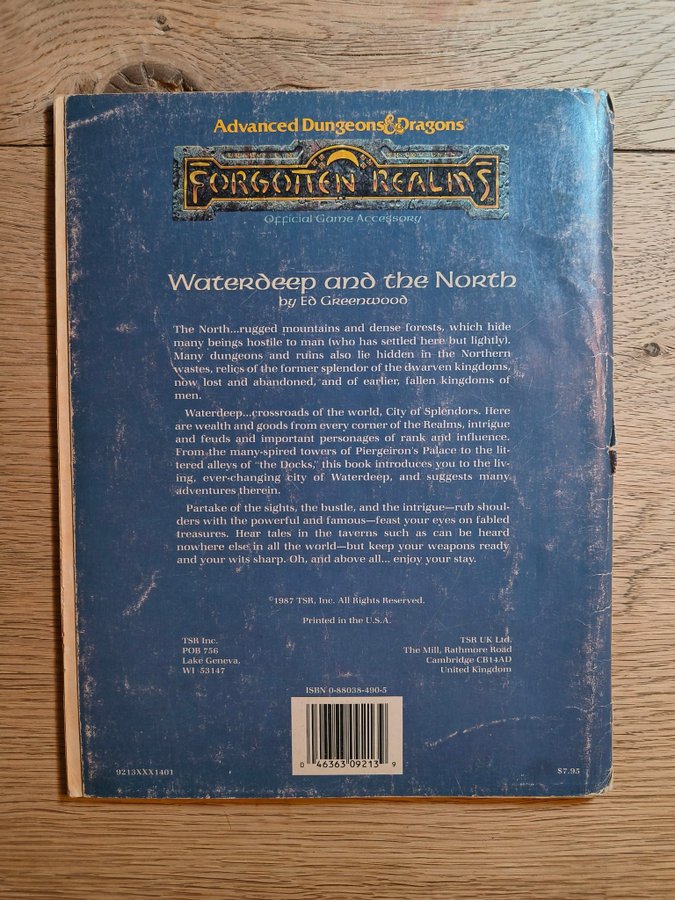 Advanced Dungeons & Dragons®
FORGOTTEN REALMS
Official Game Accessory
Waterdeep and the North
by Ed Greenwood
The North...rugged mountains and dense forests, which hide
many beings hostile to man (who has settled here but lightly).
Many dungeons and ruins also lie hidden in the Northern
wastes, relics of the former splendor of the dwarven kingdoms,
now lost and abandoned, and of earlier, fallen kingdoms of
men.
Waterdeep...crossroads of the world, City of Splendors. Here
are wealth and goods from every corner of the Realms, intrigue
and feuds and important personages of rank and influence.
From the many-spired towers of Piergeiron's Palace to the lit-
tered alleys of "the Docks," this book introduces you to the liv-
ing, ever-changing city of Waterdeep, and suggests many
adventures therein.
Partake of the sights, the bustle, and the intrigue—rub shoul-
ders with the powerful and famous—feast your eyes on fabled
treasures. Hear tales in the taverns such as can be heard
nowhere else in all the world—but keep your weapons ready
and your wits sharp. Oh, and above all... enjoy your stay.
©1987 TSR, Inc. All Rights Reserved.
Printed in the U.S.A.
TSR Inc.
POB 756
Lake Geneva,
WI 53147
TSR UK Ltd.
The Mill, Rathmore Road
Cambridge CB14AD
United Kingdom
ISBN 0-88038-490-5
0 46363 09213 9
9213XXX1401
$7.95